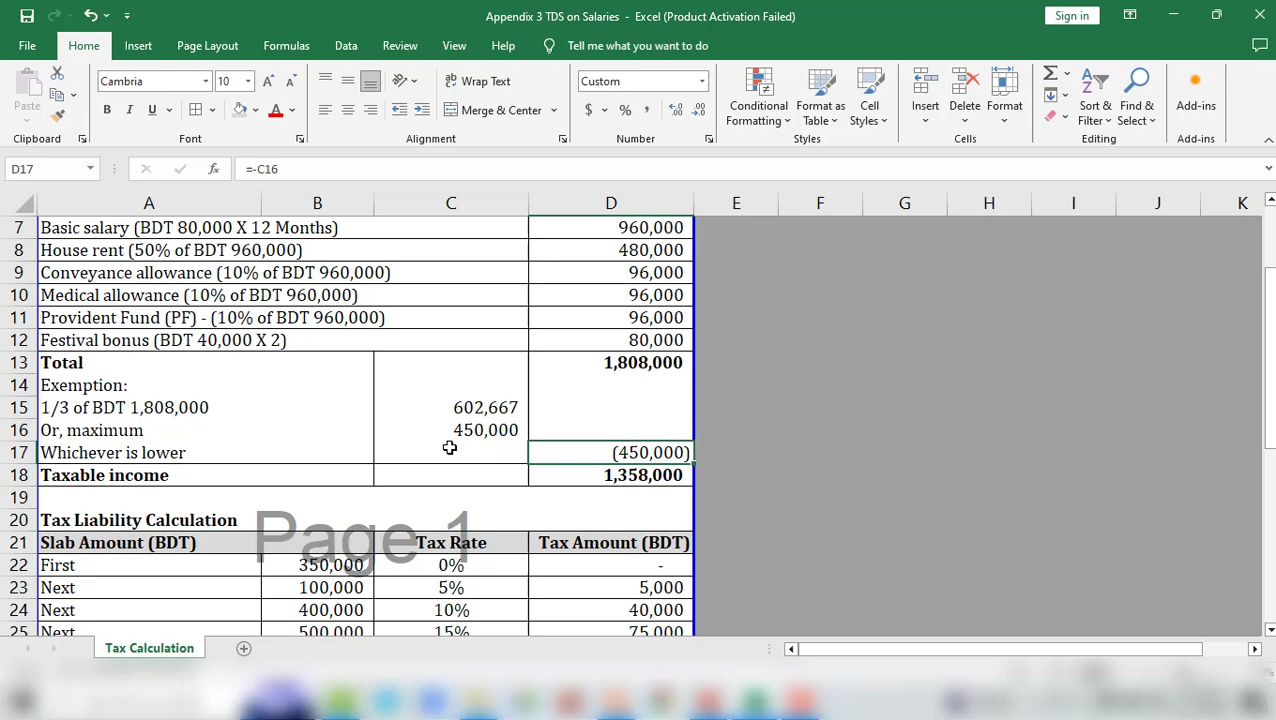 Appendix 3 TDS on Salaries - Excel (Product Activation Failed)
Sign in
File Home Insert Page Layout Formulas Data Review View Help Tell me what you want to do
Paste
Clipboard
Cambria 10
B I U
Font
Wrap Text
Merge & Center
Alignment
Custom
$ % ,
Number
Conditional Formatting
Format as Table
Cell Styles
Styles
Insert Delete Format
Cells
Sort & Filter
Find & Select
Editing
Add-ins
Add-ins
D17 fx =-C16
A B C D E F G H I J K
7 Basic salary (BDT 80,000 X 12 Months) 960,000
8 House rent (50% of BDT 960,000) 480,000
9 Conveyance allowance (10% of BDT 960,000) 96,000
10 Medical allowance (10% of BDT 960,000) 96,000
11 Provident Fund (PF) - (10% of BDT 960,000) 96,000
12 Festival bonus (BDT 40,000 X 2) 80,000
13 Total 1,808,000
14 Exemption:
15 1/3 of BDT 1,808,000 602,667
16 Or, maximum 450,000
17 Whichever is lower (450,000)
18 Taxable income 1,358,000
19
20 Tax Liability Calculation
Page 1
21 Slab Amount (BDT) Tax Rate Tax Amount (BDT)
22 First 350,000 0% -
23 Next 100,000 5% 5,000
24 Next 400,000 10% 40,000
25 Next 500,000 15% 75,000
Tax Calculation